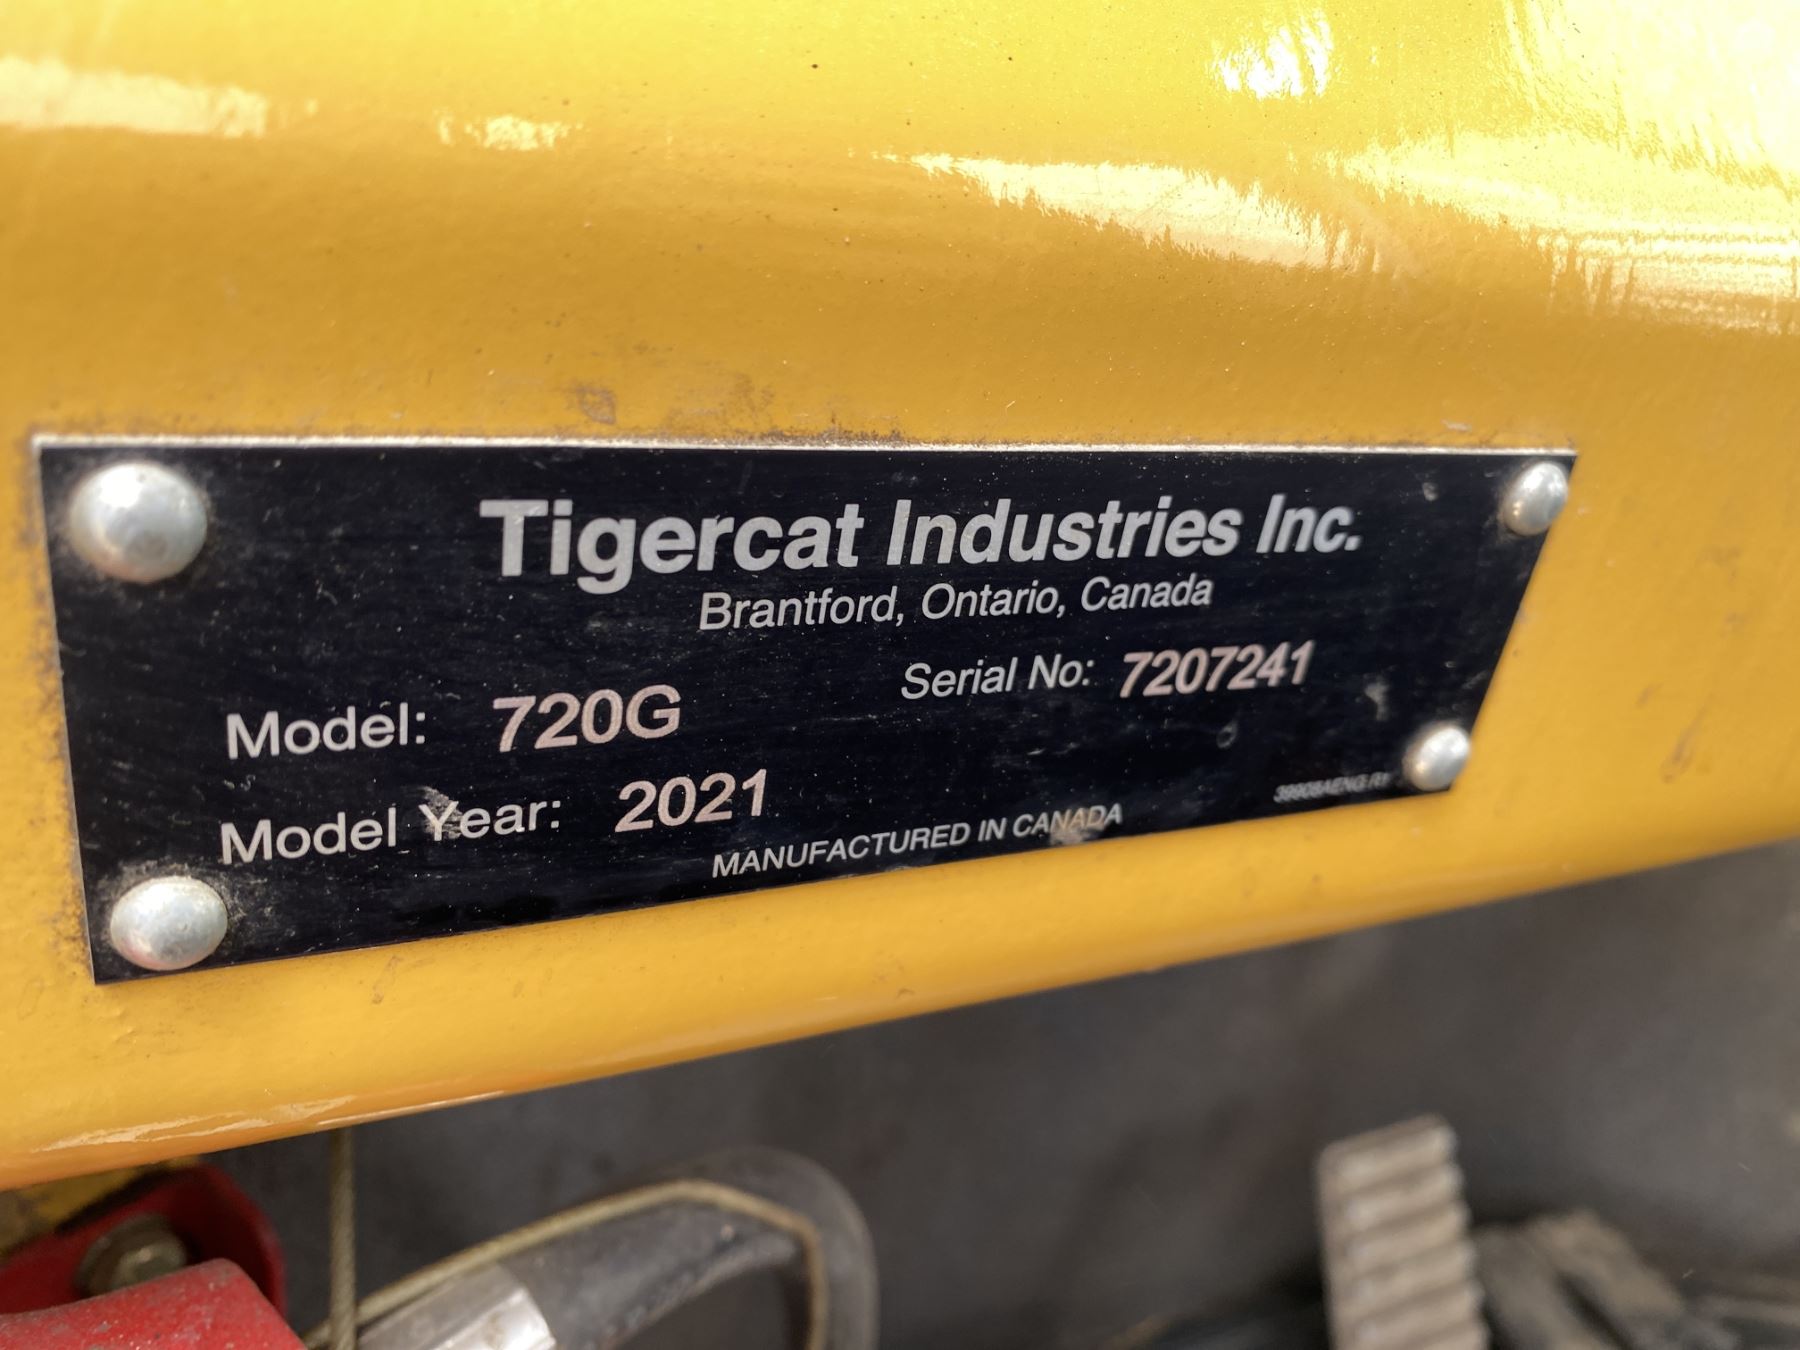 Tigercat Industries Inc.
Brantford, Ontario, Canada
Serial No: 7207241
Model: 720G
Model Year: 2021
MANUFACTURED IN CANADA